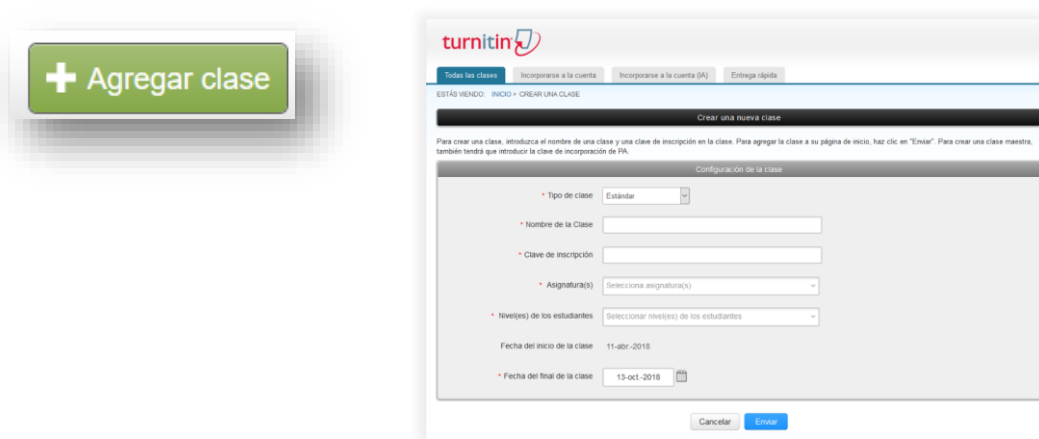 Agregar clase
turnitin
Todas las clases
Incorporarse a la cuenta
Incorporarse a la cuenta (IA)
Entrega rápida
ESTÁS VIENDO: INICIO > CREAR UNA CLASE
Crear una nueva clase
Para crear una clase, introduzca el nombre de una clase y una clave de inscripción en la clase. Para agregar la clase a su página de inicio, haz clic en "Enviar". Para crear una clase maestra,
también tendrá que introducir la clave de incorporación de PA.
Configuración de la clase
* Tipo de clase Estándar
* Nombre de la Clase
* Clave de inscripción
* Asignatura(s) Selecciona asignatura(s)
* Nivel(es) de los estudiantes Seleccionar nivel(es) de los estudiantes
Fecha del inicio de la clase 11-abr.-2018
* Fecha del final de la clase 13-oct.-2018
Cancelar Enviar